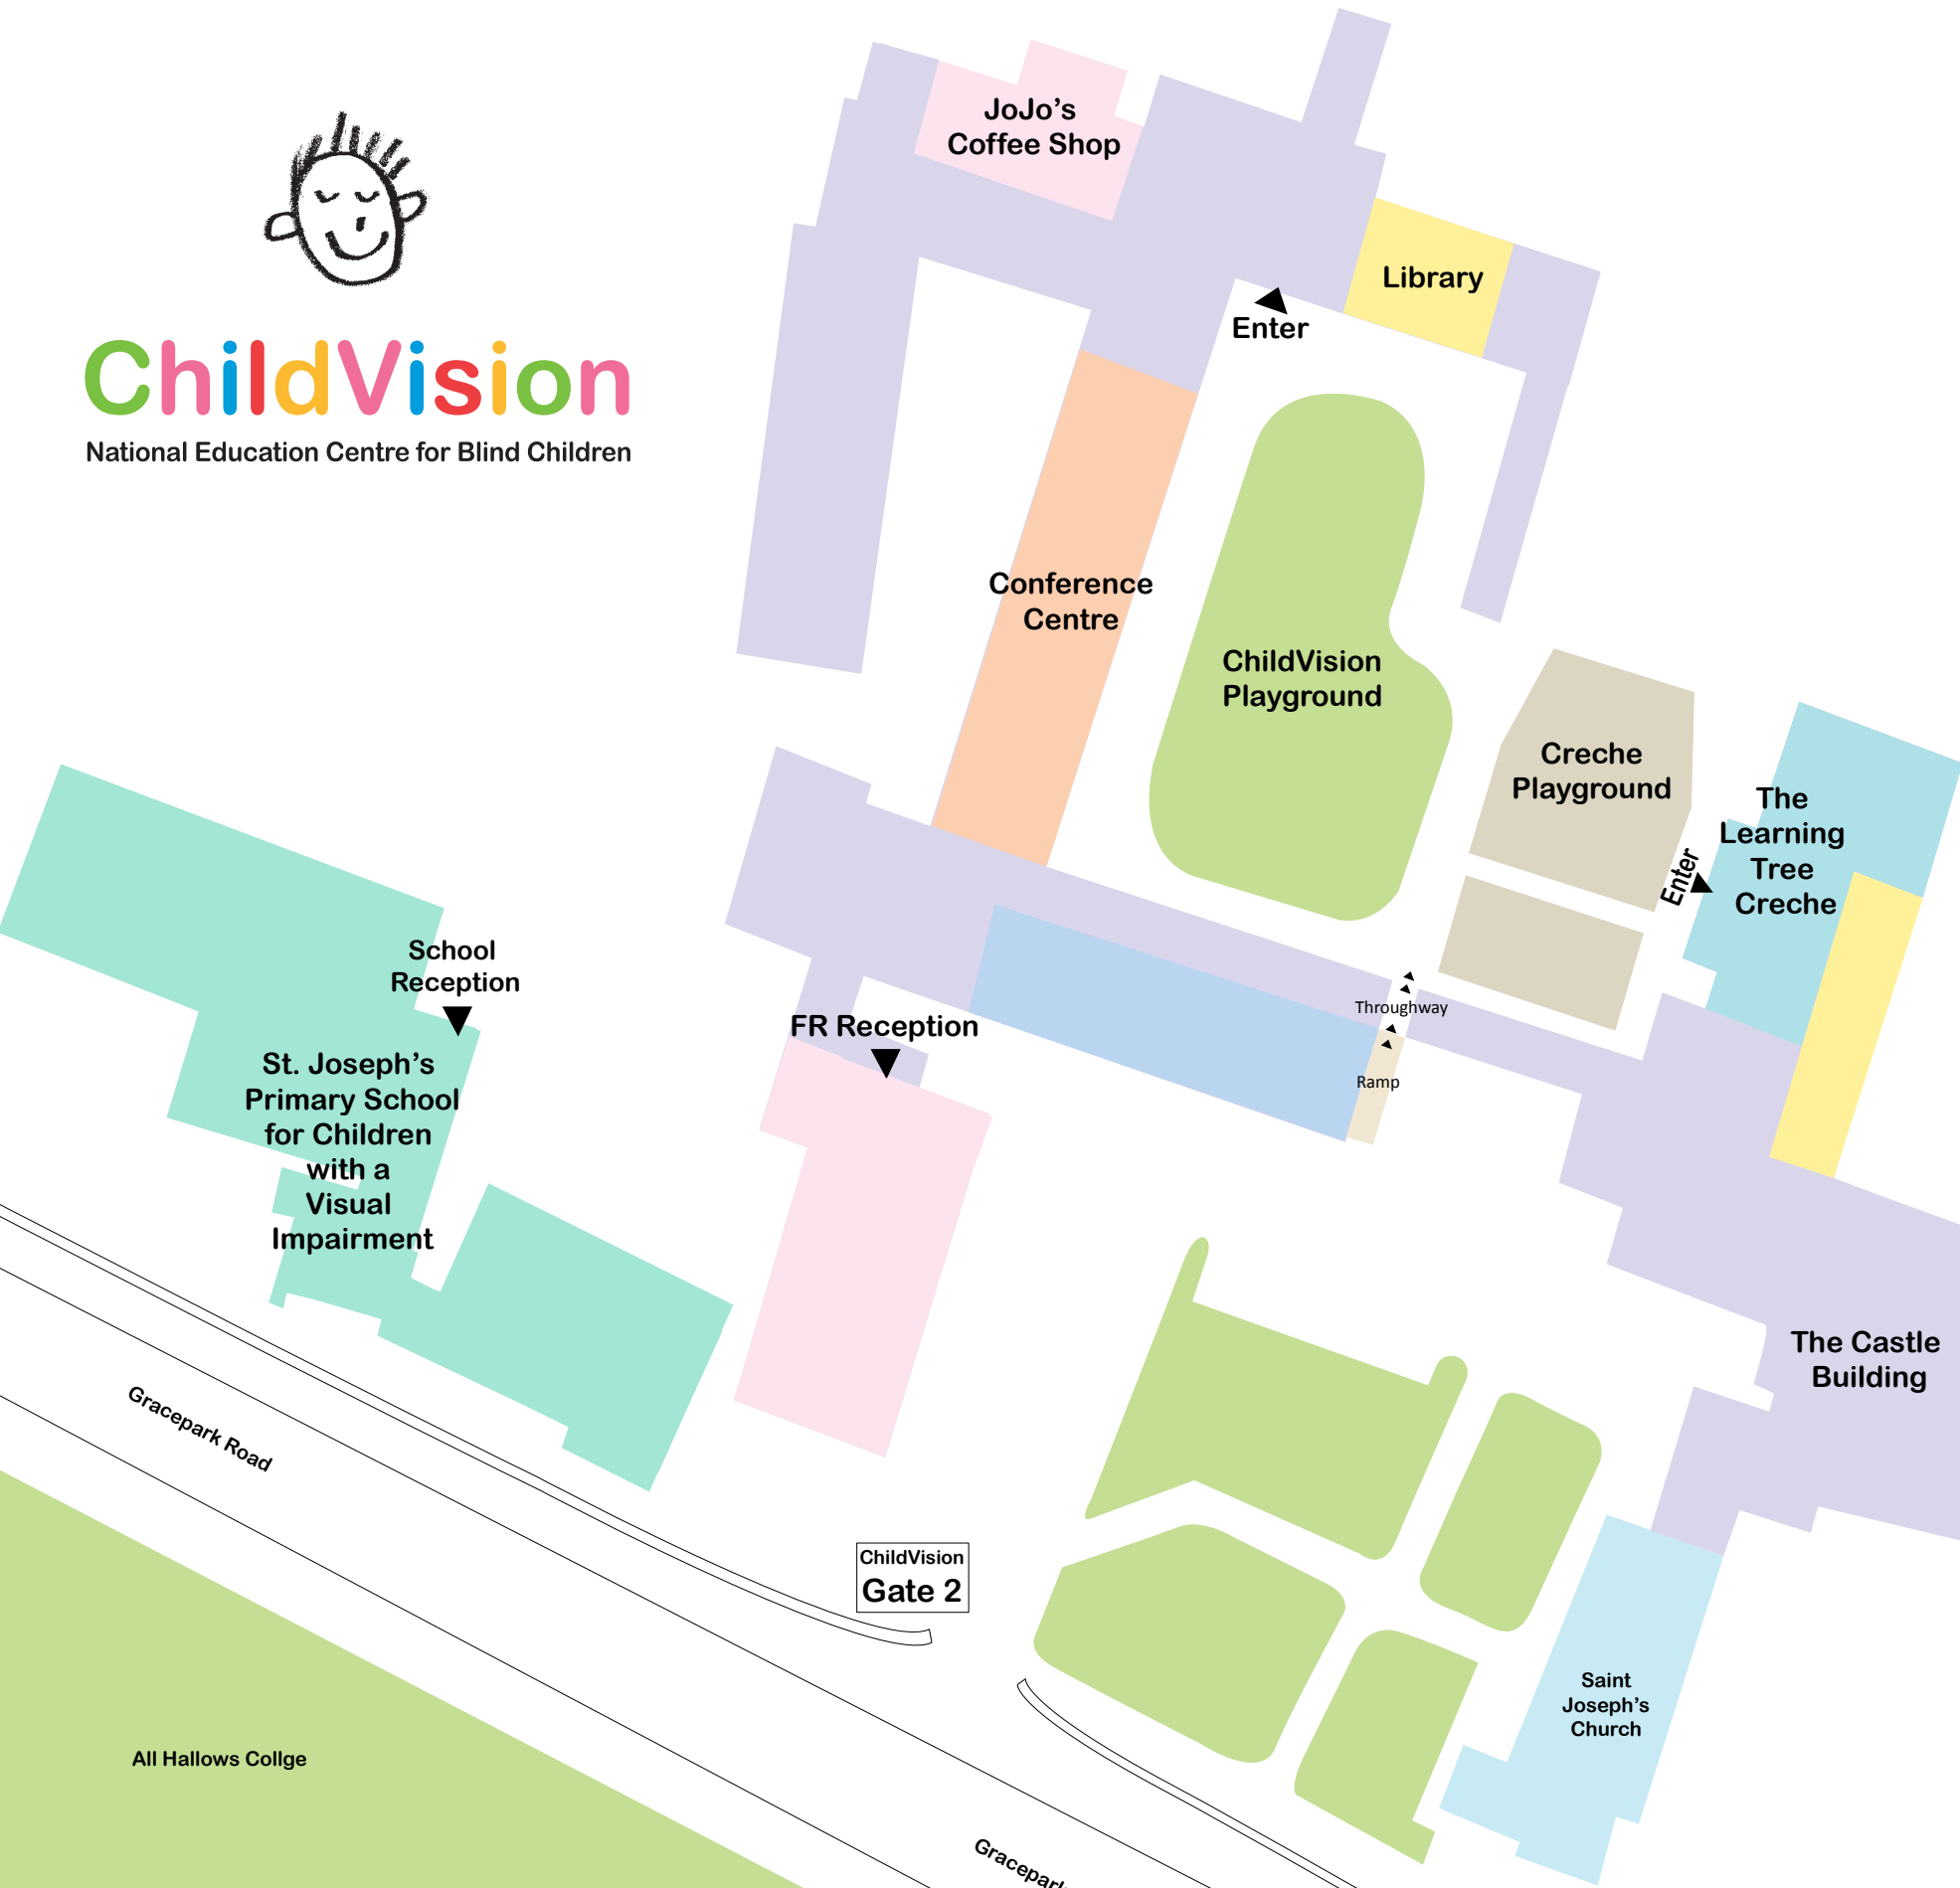 JoJo's
Coffee Shop
Library
Enter
ChildVision
National Education Centre for Blind Children
Conference
Centre
ChildVision
Playground
Creche
Playground
The
Learning
Tree
Creche
Enter
School
Reception
FR Reception
Throughway
Ramp
St. Joseph's
Primary School
for Children
with a
Visual
Impairment
The Castle
Building
Gracepark Road
ChildVision
Gate 2
Saint
Joseph's
Church
All Hallows Collge
Gracepark